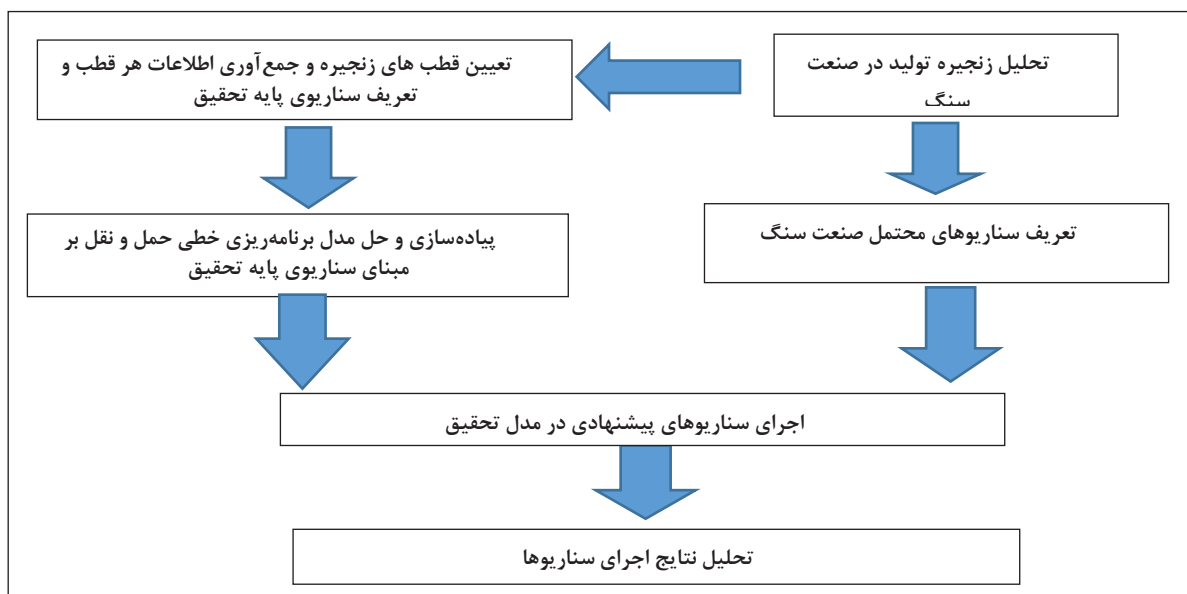 تحلیل زنجیره تولید در صنعت
سنگ
تعیین قطب های زنجیره و جمع‌آوری اطلاعات هر قطب و
تعریف سناریوی پایه تحقیق
تعریف سناریوهای محتمل صنعت سنگ
پیاده‌سازی و حل مدل برنامه‌ریزی خطی حمل و نقل بر
مبنای سناریوی پایه تحقیق
اجرای سناریوهای پیشنهادی در مدل تحقیق
تحلیل نتایج اجرای سناریوها